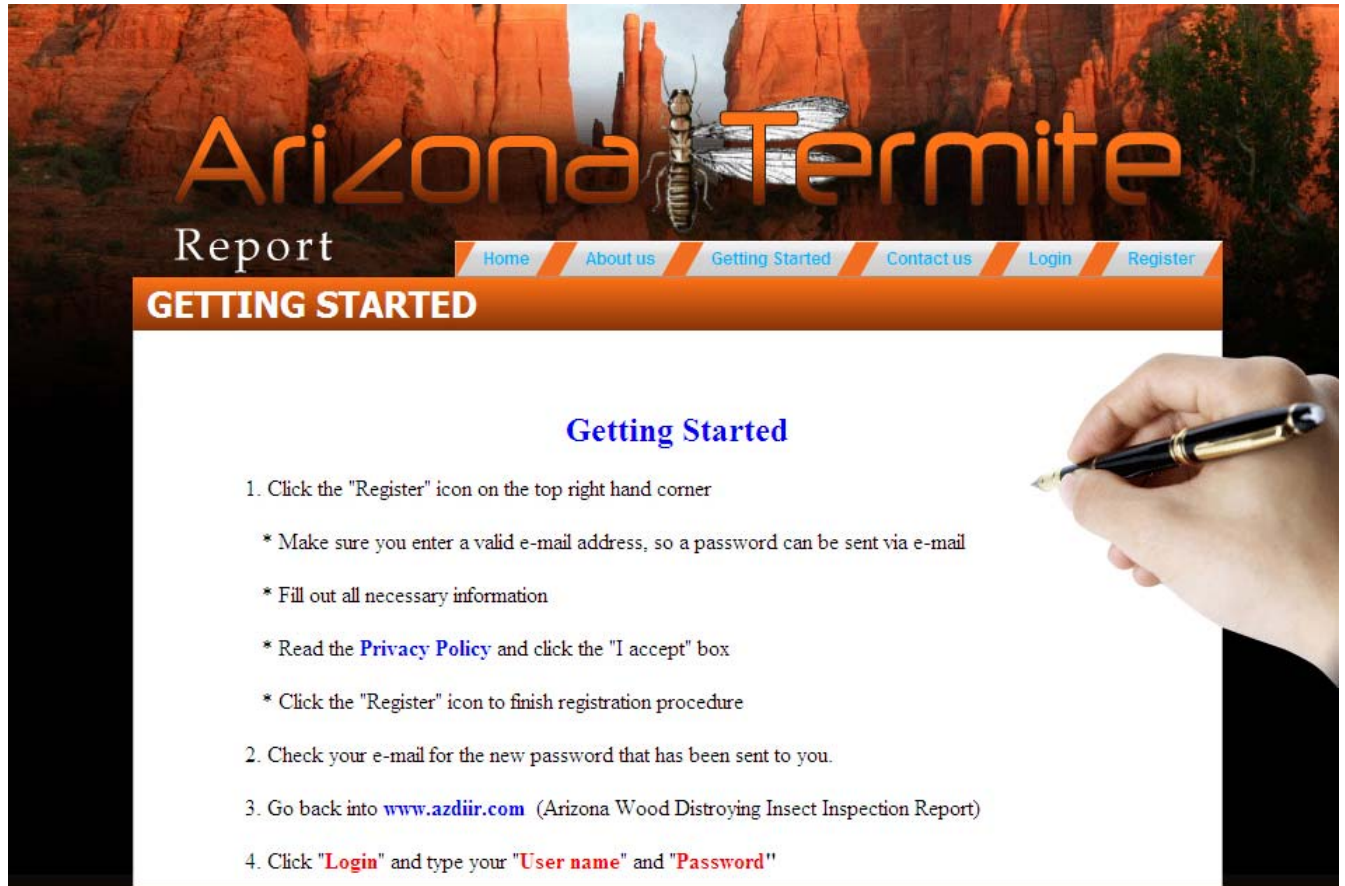 Arizona Termite
Report
Home About us Getting Started Contact us Login Register
GETTING STARTED
Getting Started
1. Click the "Register" icon on the top right hand corner
* Make sure you enter a valid e-mail address, so a password can be sent via e-mail
* Fill out all necessary information
* Read the Privacy Policy and click the "I accept" box
* Click the "Register" icon to finish registration procedure
2. Check your e-mail for the new password that has been sent to you.
3. Go back into www.azdiir.com (Arizona Wood Distroying Insect Inspection Report)
4. Click "Login" and type your "User name" and "Password"